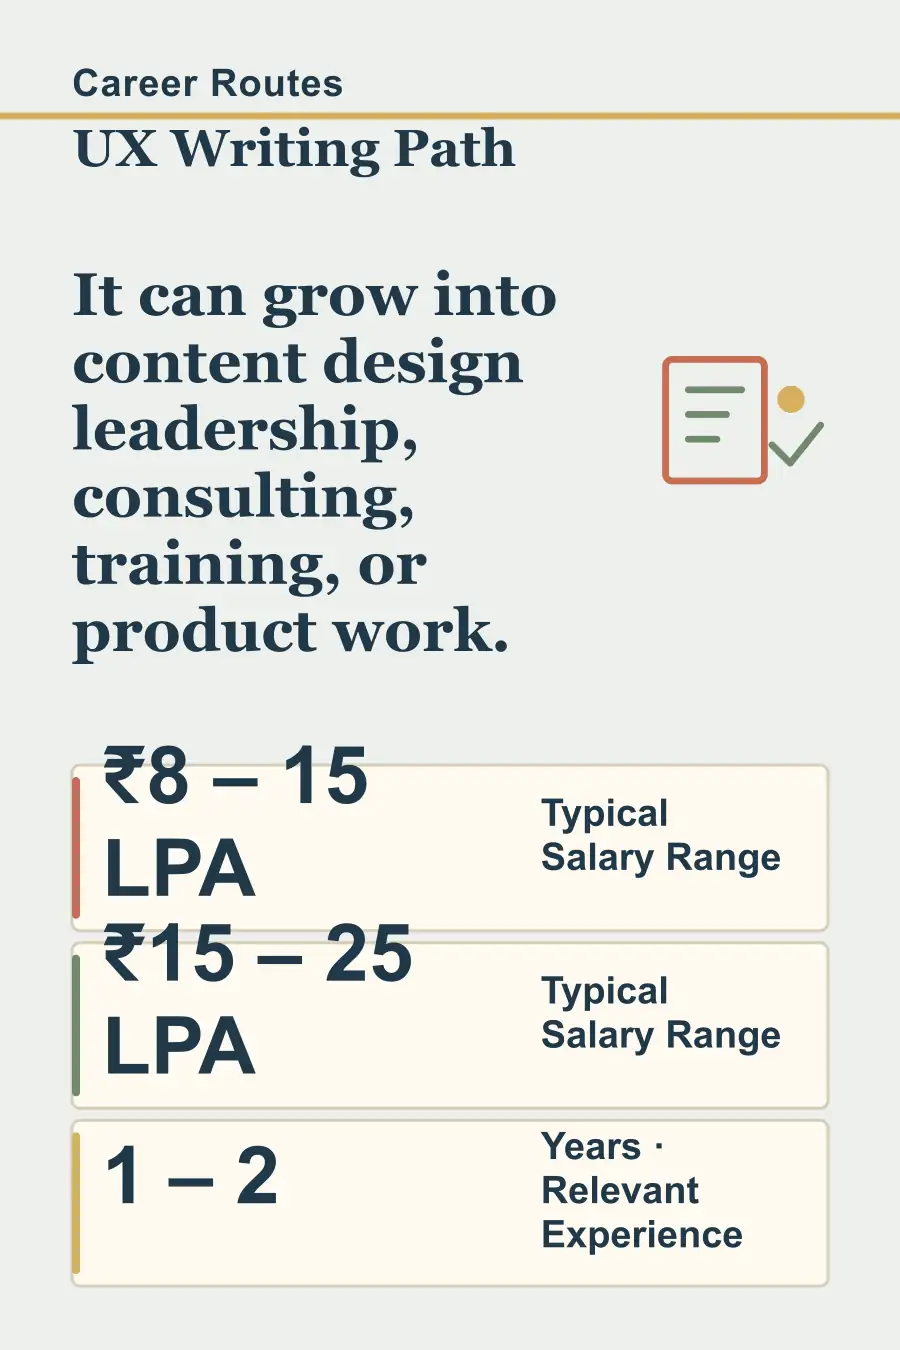 Career Routes
UX Writing Path
It can grow into
content design
leadership,
consulting,
training, or
product work.
₹8 – 15
LPA
Typical
Salary Range
₹15 – 25
LPA
Typical
Salary Range
1 – 2
Years ·
Relevant
Experience